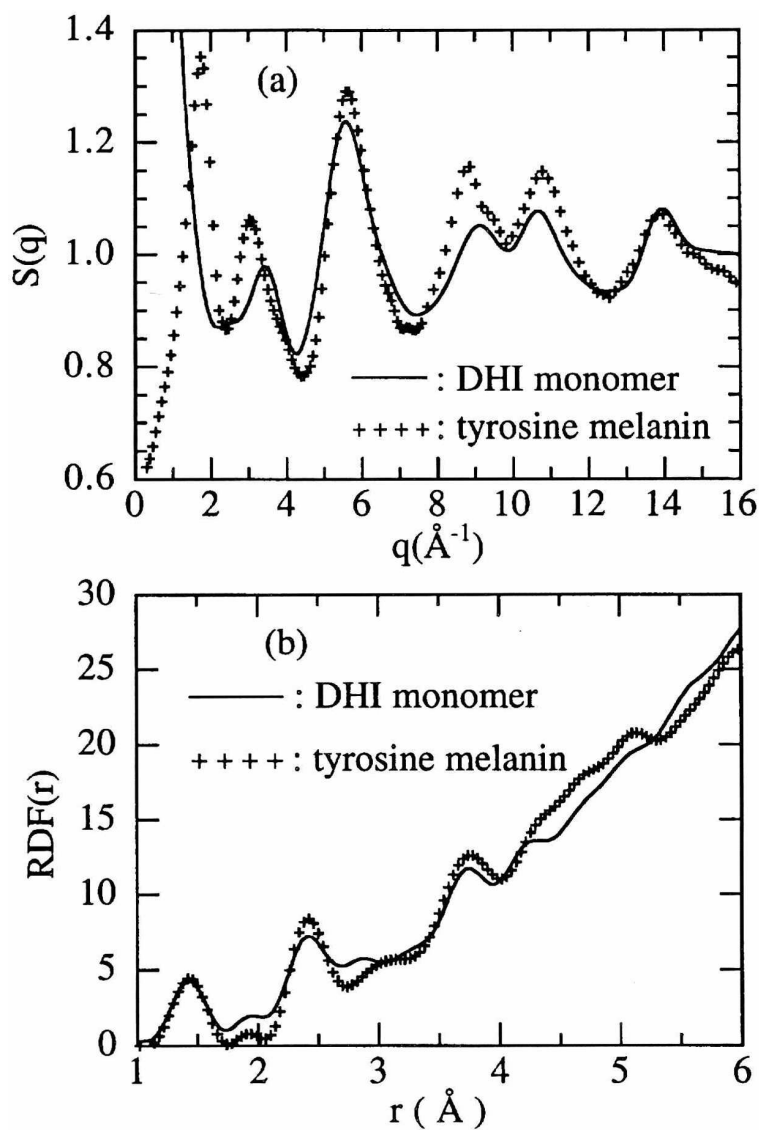 1.4
(a)
1.2
S(q)
1.0
0.8
— : DHI monomer
++++ : tyrosine melanin
0.6
0 2 4 6 8 10 12 14 16
q(Å⁻¹)
30
(b)
25
— : DHI monomer
20
++++ : tyrosine melanin
RDF(r)
15
10
5
0
1 2 3 4 5 6
r ( Å )